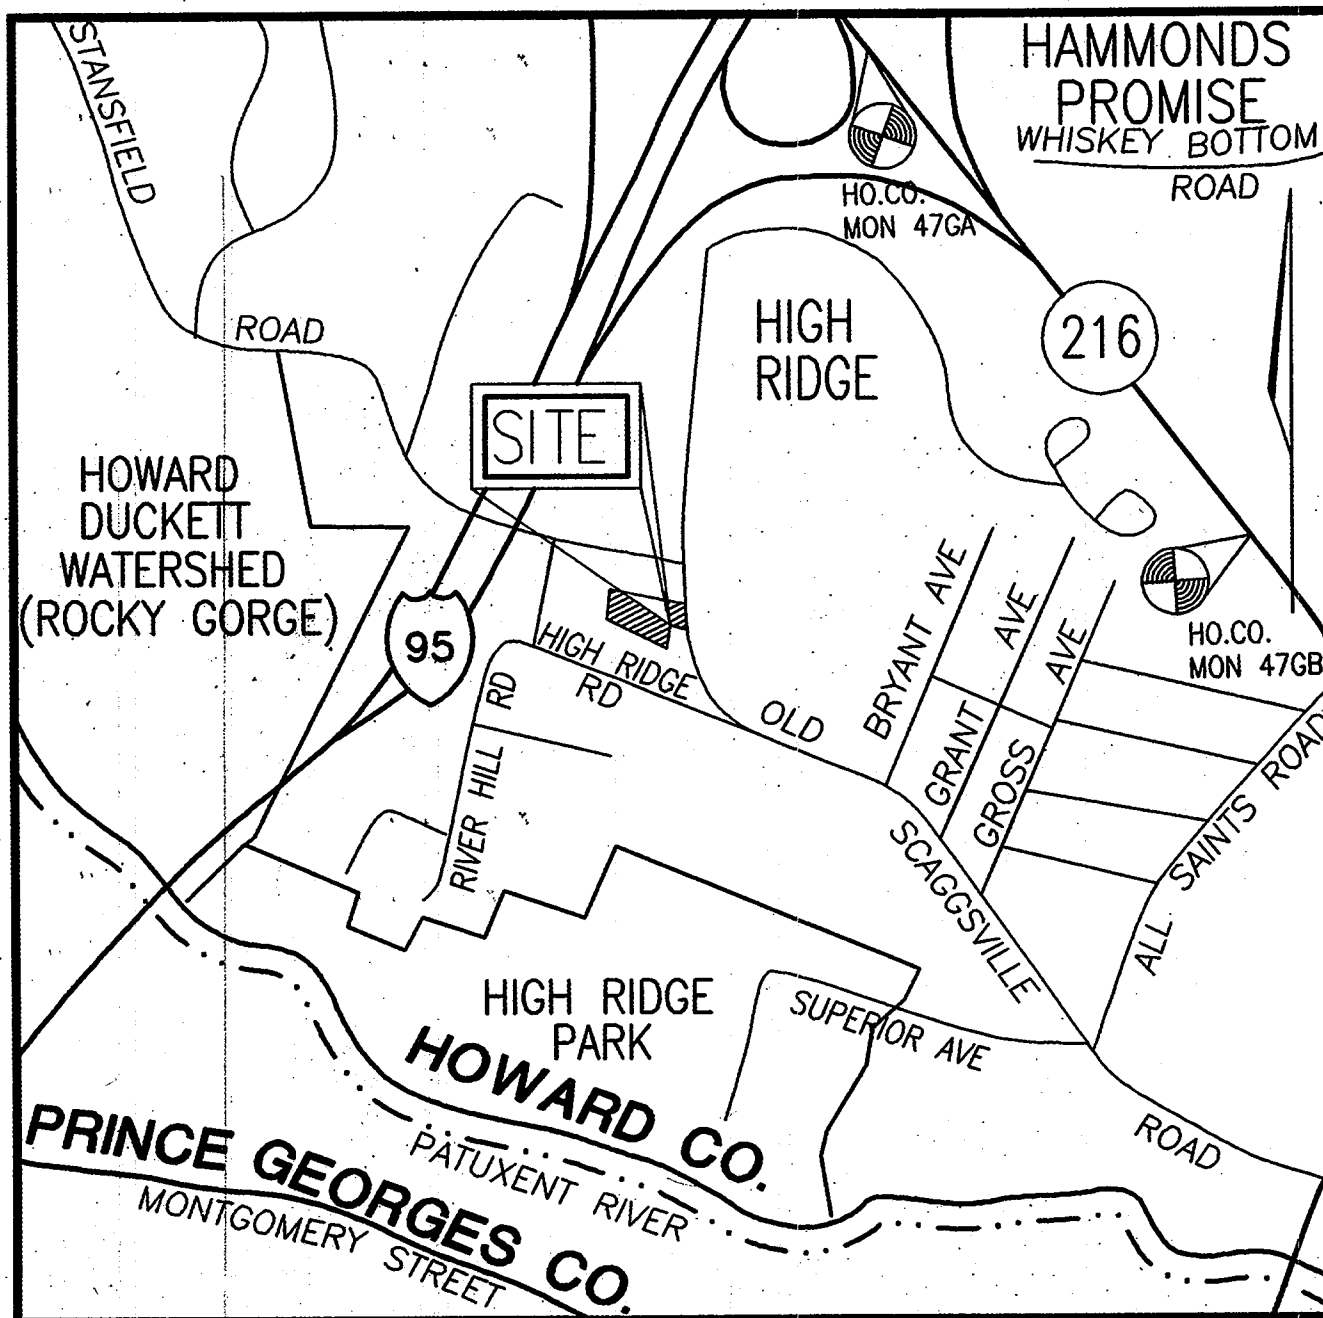 STANSFIELD
ROAD
HAMMONDS
PROMISE
WHISKEY BOTTOM
ROAD
HO.CO.
MON 47GA
HIGH
RIDGE
216
SITE
HOWARD
DUCKETT
WATERSHED
(ROCKY GORGE)
95
HIGH RIDGE
RD
RIVER HILL RD
OLD
SCAGGSVILLE
ROAD
BRYANT AVE
GRANT AVE
GROSS AVE
HO.CO.
MON 47GB
ALL SAINTS ROAD
SUPERIOR AVE
HIGH RIDGE
PARK
HOWARD CO.
PATUXENT RIVER
PRINCE GEORGES CO.
MONTGOMERY STREET